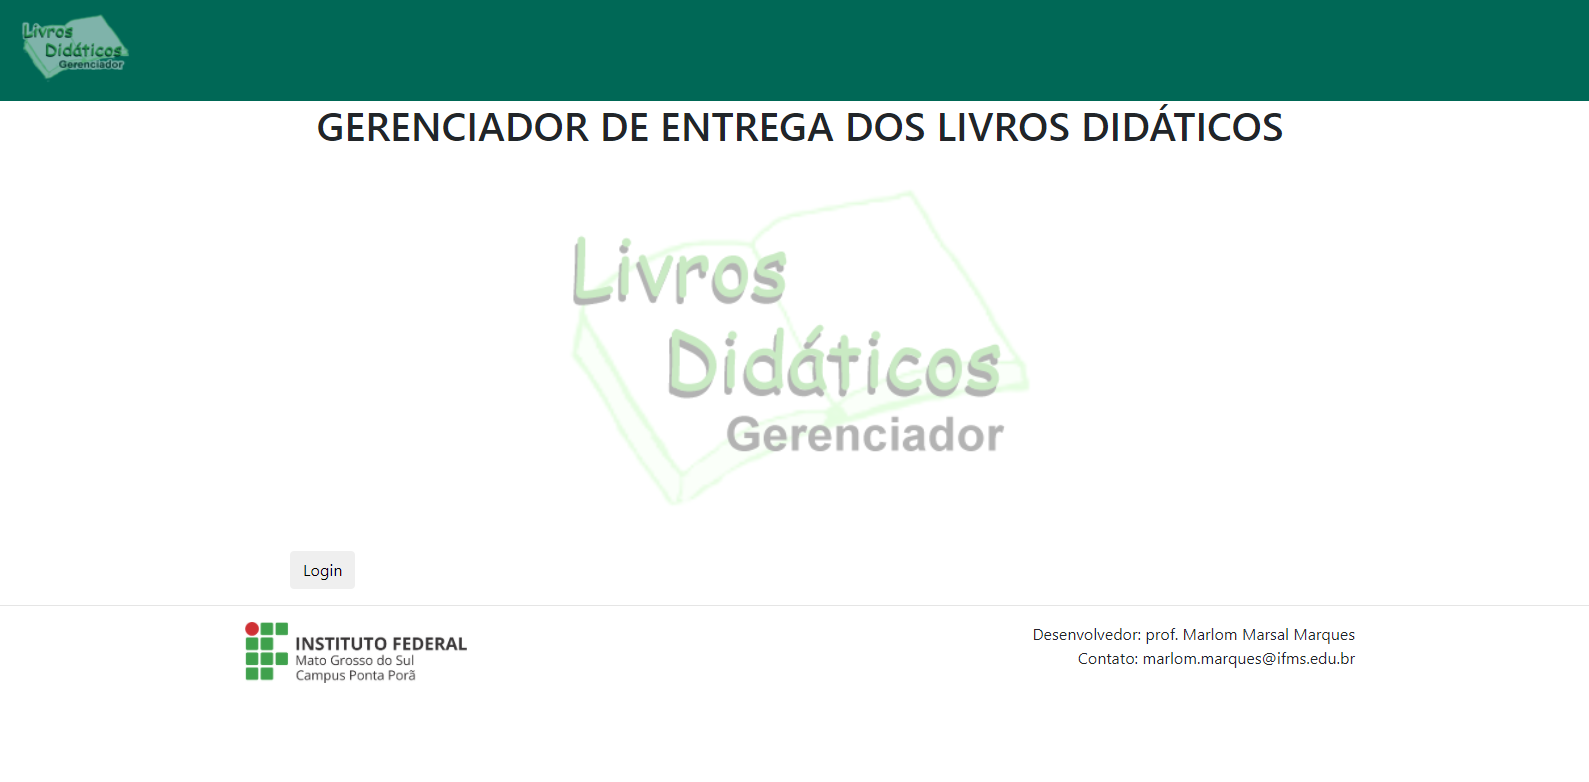 Livros
Didáticos
Gerenciador
GERENCIADOR DE ENTREGA DOS LIVROS DIDÁTICOS
Livros
Didáticos
Gerenciador
Login
INSTITUTO FEDERAL
Mato Grosso do Sul
Campus Ponta Porã
Desenvolvedor: prof. Marlom Marsal Marques
Contato: marlom.marques@ifms.edu.br